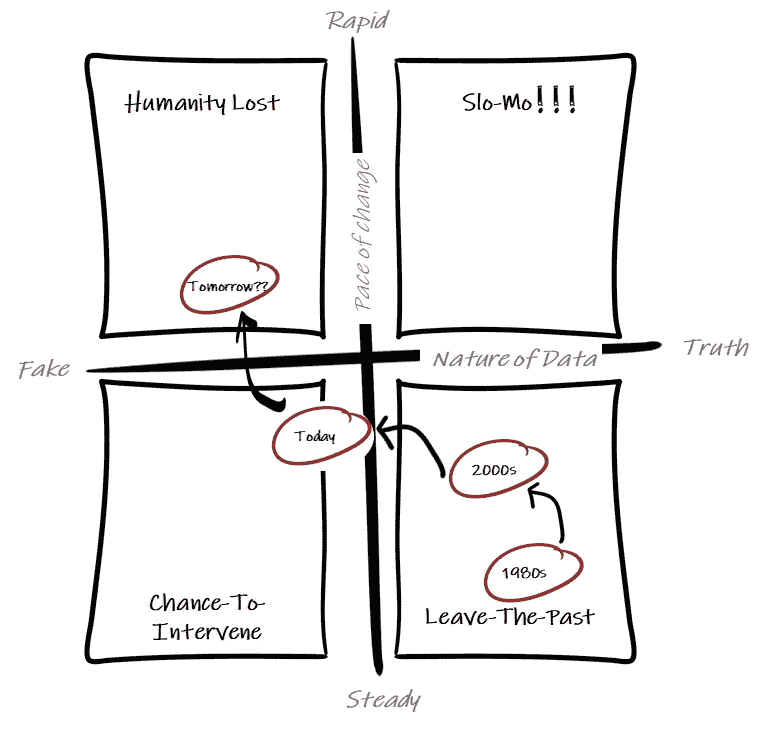 Rapid
Humanity Lost
Slo-Mo!!!
Pace of change
Tomorrow??
Fake
Nature of Data
Truth
Today
2000s
1980s
Chance-To-
Intervene
Leave-The-Past
Steady